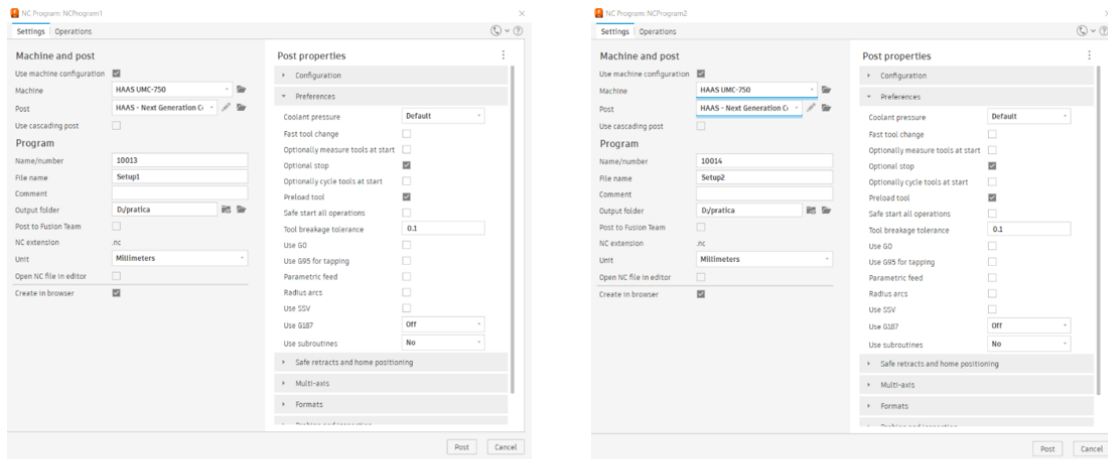 NC Program: NCProgram1
Settings Operations
Machine and post
Use machine configuration
Machine HAAS UMC-750
Post HAAS - Next Generation
Use cascading post
Program
Name/number 10013
File name Setup1
Comment
Output folder D:/pratica
Post to Fusion Team
NC extension .nc
Unit Millimeters
Open NC file in editor
Create in browser
Post properties
Configuration
Preferences
Coolant pressure Default
Fast tool change
Optionally measure tools at start
Optional stop
Optionally cycle tools at start
Preload tool
Safe start all operations
Tool breakage tolerance 0.1
Use G0
Use G95 for tapping
Parametric feed
Radius arcs
Use SSV
Use G187 Off
Use subroutines No
Safe retracts and home positioning
Multi-axis
Formats
Post Cancel
NC Program: NCProgram2
Settings Operations
Machine and post
Use machine configuration
Machine HAAS UMC-750
Post HAAS - Next Generation
Use cascading post
Program
Name/number 10014
File name Setup2
Comment
Output folder D:/pratica
Post to Fusion Team
NC extension .nc
Unit Millimeters
Open NC file in editor
Create in browser
Post properties
Configuration
Preferences
Coolant pressure Default
Fast tool change
Optionally measure tools at start
Optional stop
Optionally cycle tools at start
Preload tool
Safe start all operations
Tool breakage tolerance 0.1
Use G0
Use G95 for tapping
Parametric feed
Radius arcs
Use SSV
Use G187 Off
Use subroutines No
Safe retracts and home positioning
Multi-axis
Formats
Post Cancel